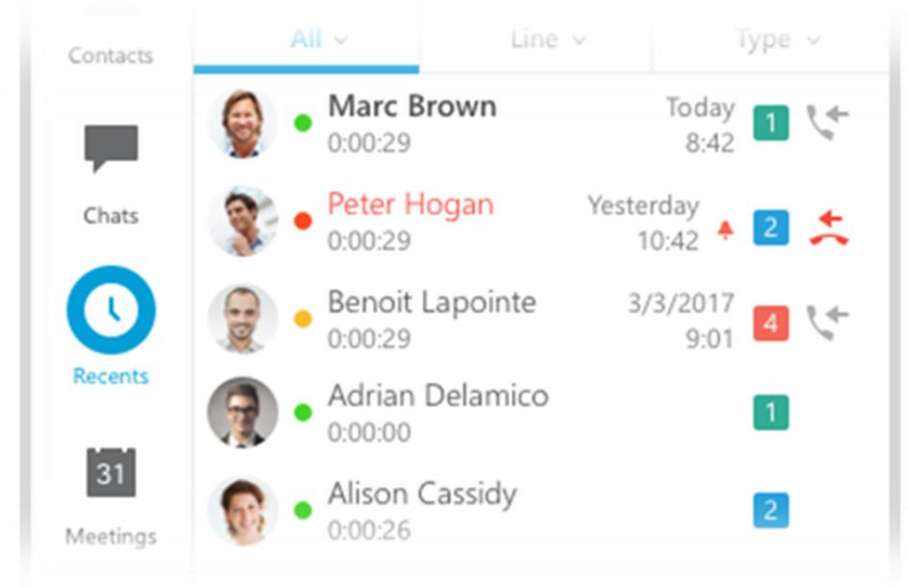 Contacts
Chats
Recents
31
Meetings
All Line Type
Marc Brown Today 1
0:00:29 8:42
Peter Hogan Yesterday 2
0:00:29 10:42
Benoit Lapointe 3/3/2017 4
0:00:29 9:01
Adrian Delamico 1
0:00:00
Alison Cassidy 2
0:00:26